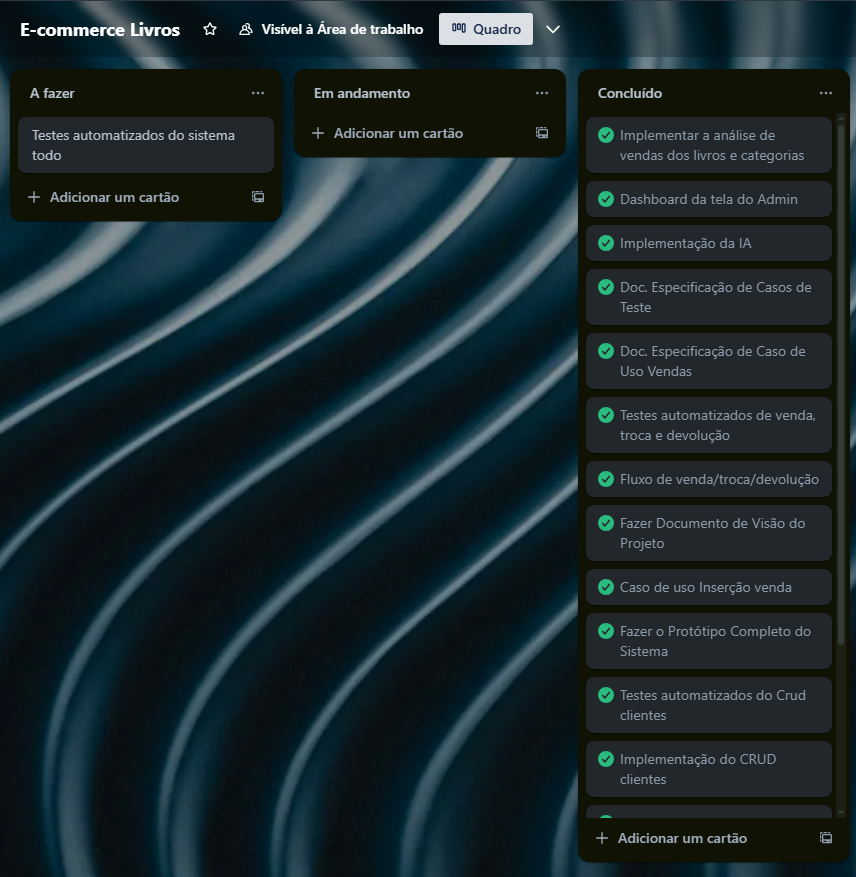 E-commerce Livros
Visível à Área de trabalho
Quadro
A fazer
Testes automatizados do sistema
todo
Adicionar um cartão
Em andamento
Adicionar um cartão
Concluído
Implementar a análise de
vendas dos livros e categorias
Dashboard da tela do Admin
Implementação da IA
Doc. Especificação de Casos de
Teste
Doc. Especificação de Caso de
Uso Vendas
Testes automatizados de venda,
troca e devolução
Fluxo de venda/troca/devolução
Fazer Documento de Visão do
Projeto
Caso de uso Inserção venda
Fazer o Protótipo Completo do
Sistema
Testes automatizados do Crud
clientes
Implementação do CRUD
clientes
Adicionar um cartão